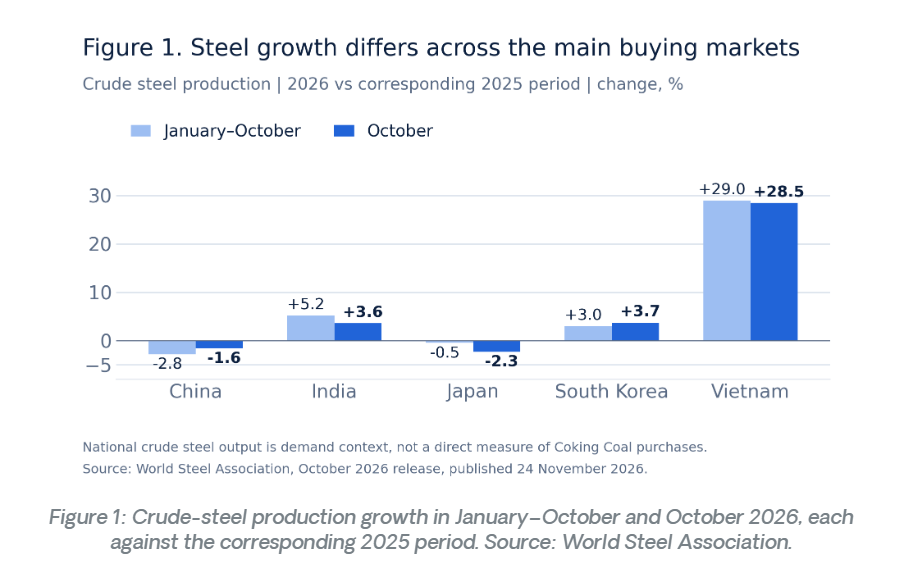 Figure 1. Steel growth differs across the main buying markets
Crude steel production | 2026 vs corresponding 2025 period | change, %
January–October October
30
20
10
0
−5
+29.0 +28.5
+5.2 +3.6
+3.0 +3.7
-2.8 -1.6
-0.5 -2.3
China India Japan South Korea Vietnam
National crude steel output is demand context, not a direct measure of Coking Coal purchases.
Source: World Steel Association, October 2026 release, published 24 November 2026.
Figure 1: Crude-steel production growth in January–October and October 2026, each
against the corresponding 2025 period. Source: World Steel Association.